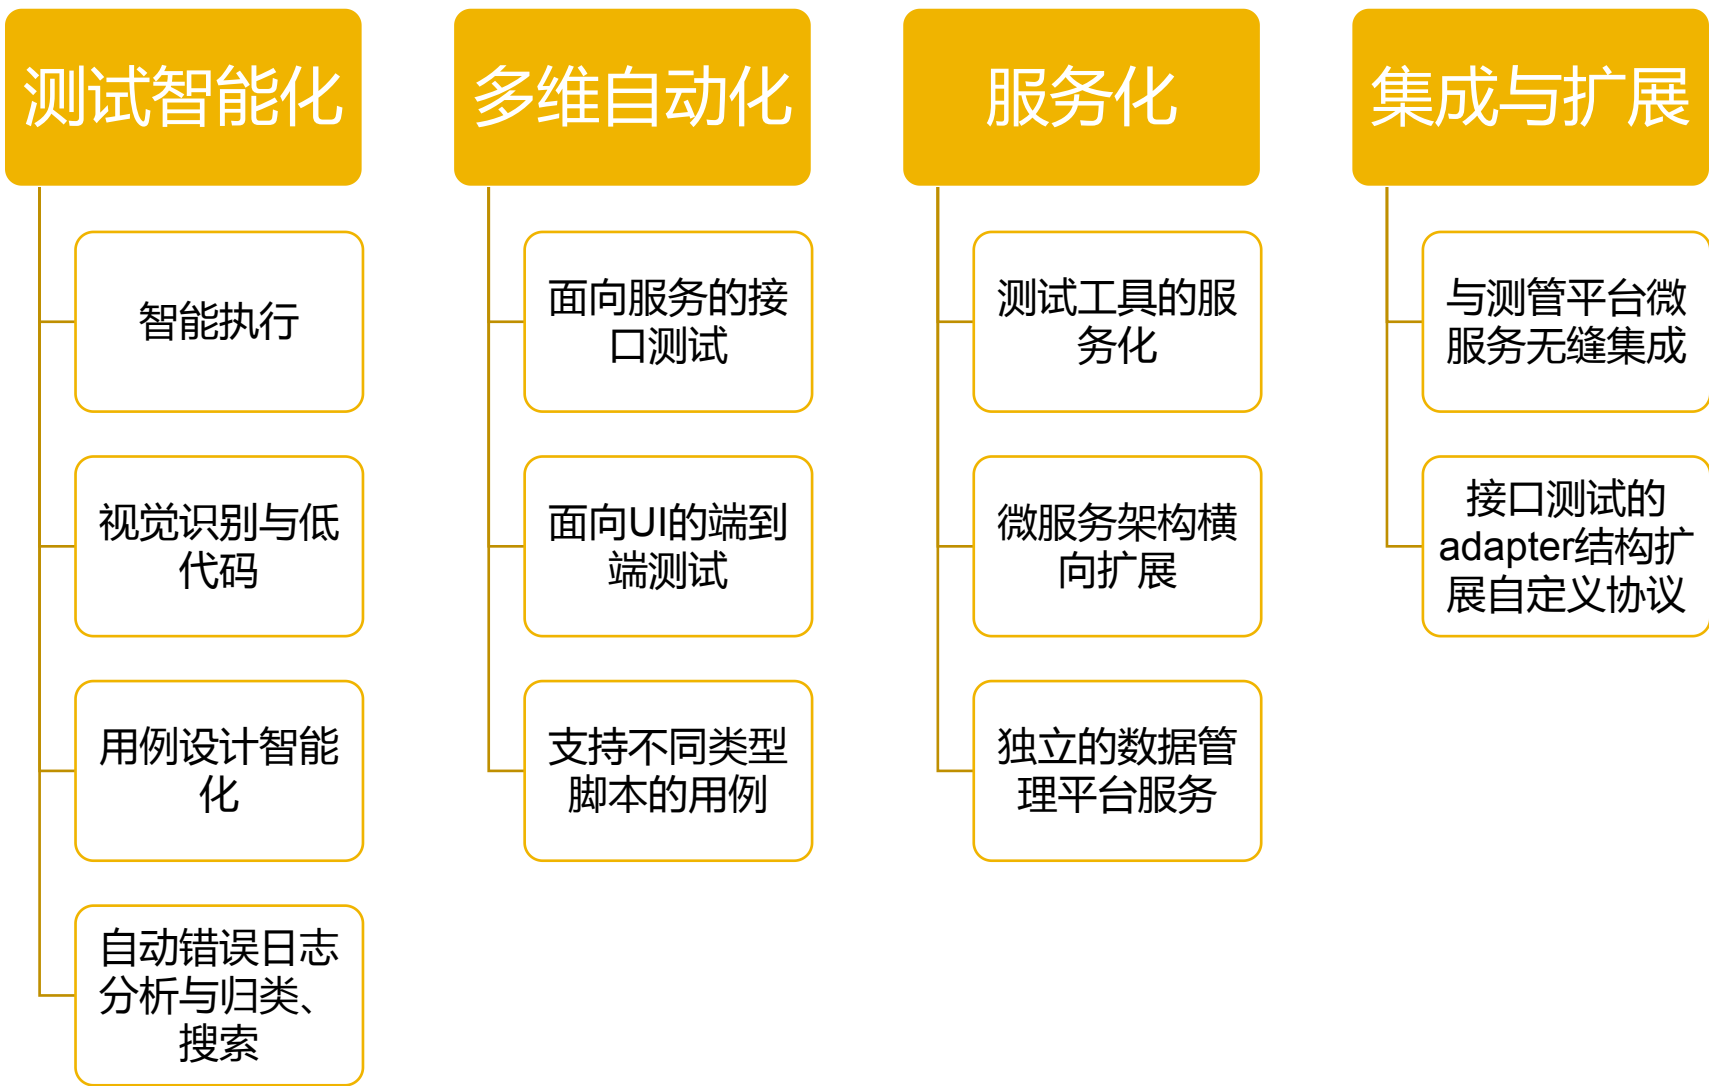 测试智能化
智能执行
视觉识别与低
代码
用例设计智能
化
自动错误日志
分析与归类、
搜索
多维自动化
面向服务的接
口测试
面向UI的端到
端测试
支持不同类型
脚本的用例
服务化
测试工具的服
务化
微服务架构横
向扩展
独立的数据管
理平台服务
集成与扩展
与测管平台微
服务无缝集成
接口测试的
adapter结构扩
展自定义协议